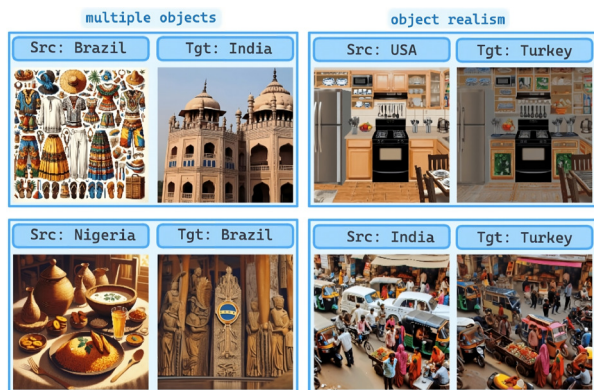 multiple objects
object realism
Src: Brazil
Tgt: India
Src: USA
Tgt: Turkey
Src: Nigeria
Tgt: Brazil
Src: India
Tgt: Turkey